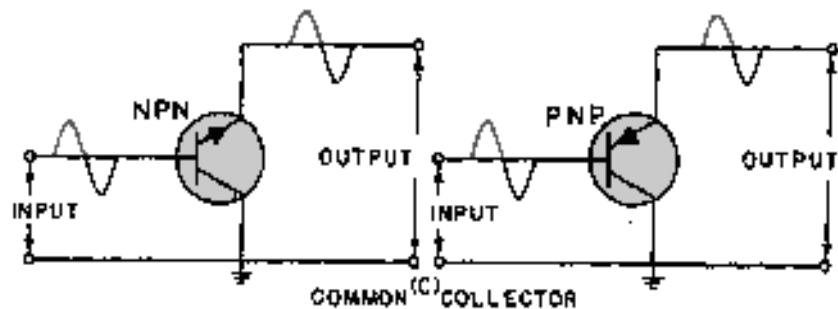 NPN
PNP
OUTPUT
OUTPUT
INPUT
INPUT
(C)
COMMON COLLECTOR